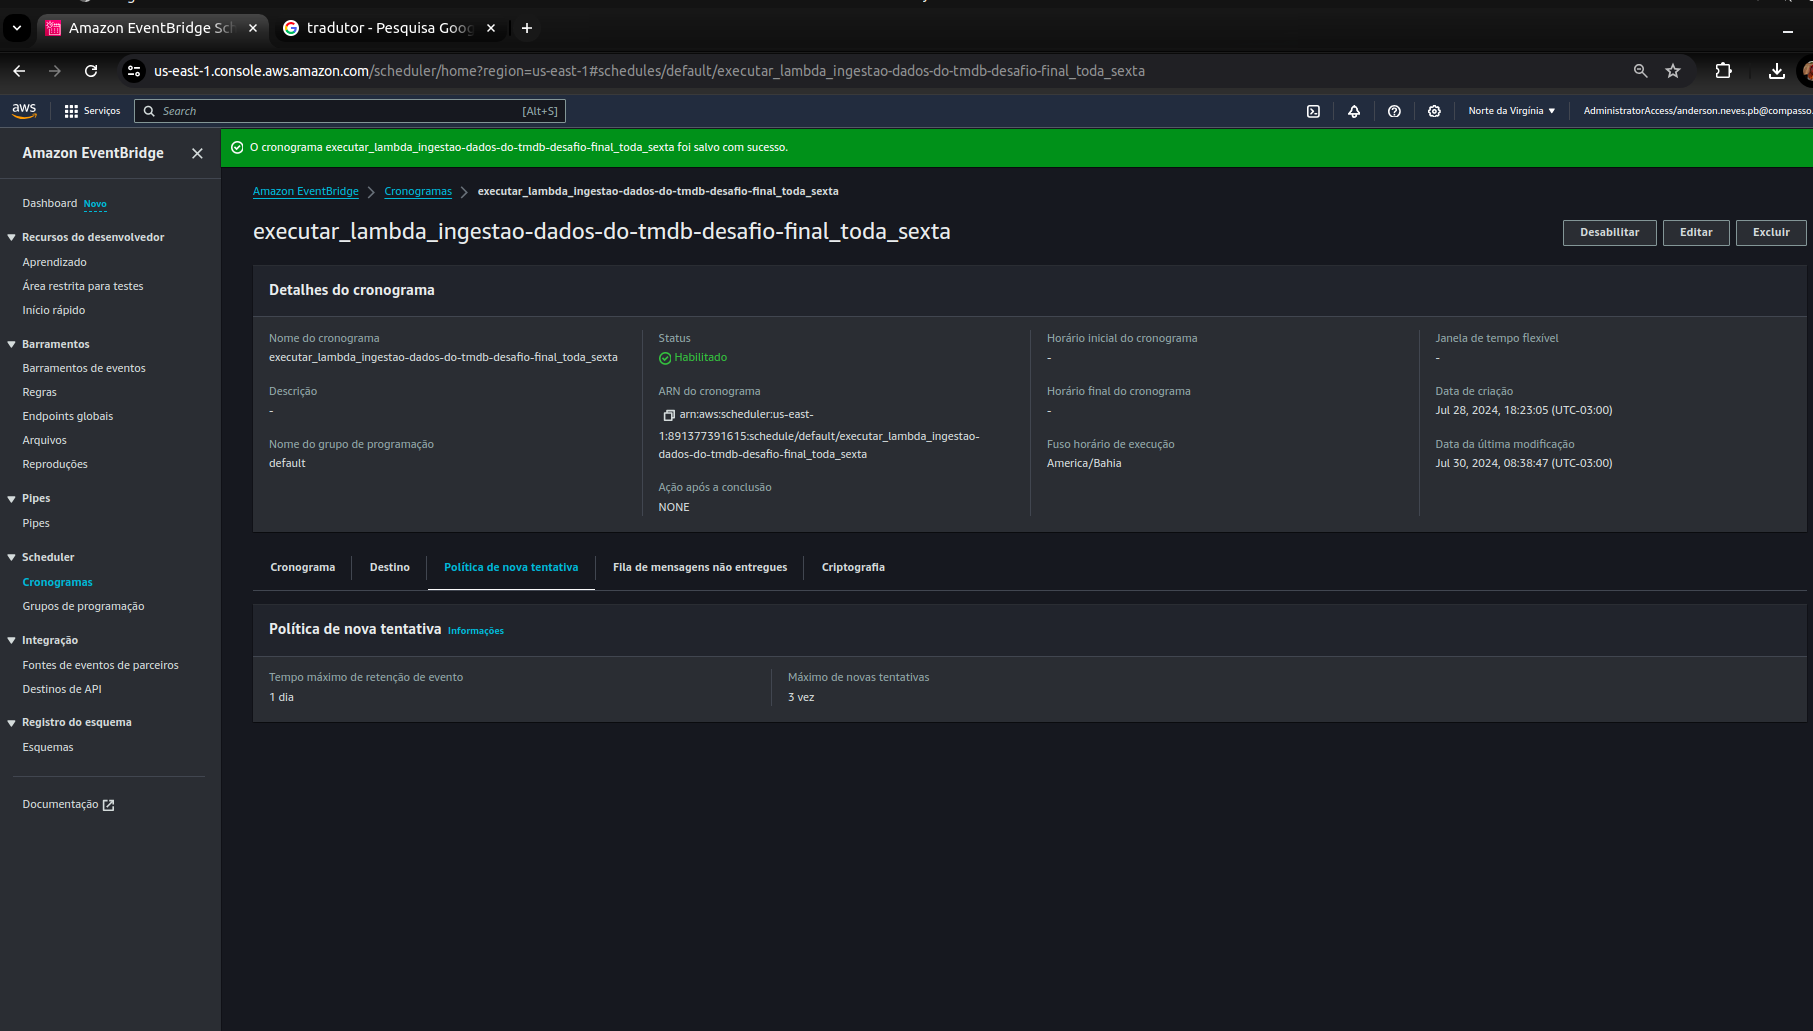 Amazon EventBridge Sch
tradutor - Pesquisa Goog
us-east-1.console.aws.amazon.com/scheduler/home?region=us-east-1#schedules/default/executar_lambda_ingestao-dados-do-tmdb-desafio-final_toda_sexta
aws
Serviços
Search
[Alt+S]
Norte da Virgínia
AdministratorAccess/anderson.neves.pb@compasso.
Amazon EventBridge
Dashboard Novo
Recursos do desenvolvedor
Aprendizado
Área restrita para testes
Início rápido
Barramentos
Barramentos de eventos
Regras
Endpoints globais
Arquivos
Reproduções
Pipes
Pipes
Scheduler
Cronogramas
Grupos de programação
Integração
Fontes de eventos de parceiros
Destinos de API
Registro do esquema
Esquemas
Documentação
O cronograma executar_lambda_ingestao-dados-do-tmdb-desafio-final_toda_sexta foi salvo com sucesso.
Amazon EventBridge
Cronogramas
executar_lambda_ingestao-dados-do-tmdb-desafio-final_toda_sexta
executar_lambda_ingestao-dados-do-tmdb-desafio-final_toda_sexta
Desabilitar
Editar
Excluir
Detalhes do cronograma
Nome do cronograma
executar_lambda_ingestao-dados-do-tmdb-desafio-final_toda_sexta
Descrição
-
Nome do grupo de programação
default
Status
Habilitado
ARN do cronograma
arn:aws:scheduler:us-east-
1:891377391615:schedule/default/executar_lambda_ingestao-
dados-do-tmdb-desafio-final_toda_sexta
Ação após a conclusão
NONE
Horário inicial do cronograma
-
Horário final do cronograma
-
Fuso horário de execução
America/Bahia
Janela de tempo flexível
-
Data de criação
Jul 28, 2024, 18:23:05 (UTC-03:00)
Data da última modificação
Jul 30, 2024, 08:38:47 (UTC-03:00)
Cronograma
Destino
Política de nova tentativa
Fila de mensagens não entregues
Criptografia
Política de nova tentativa Informações
Tempo máximo de retenção de evento
1 dia
Máximo de novas tentativas
3 vez